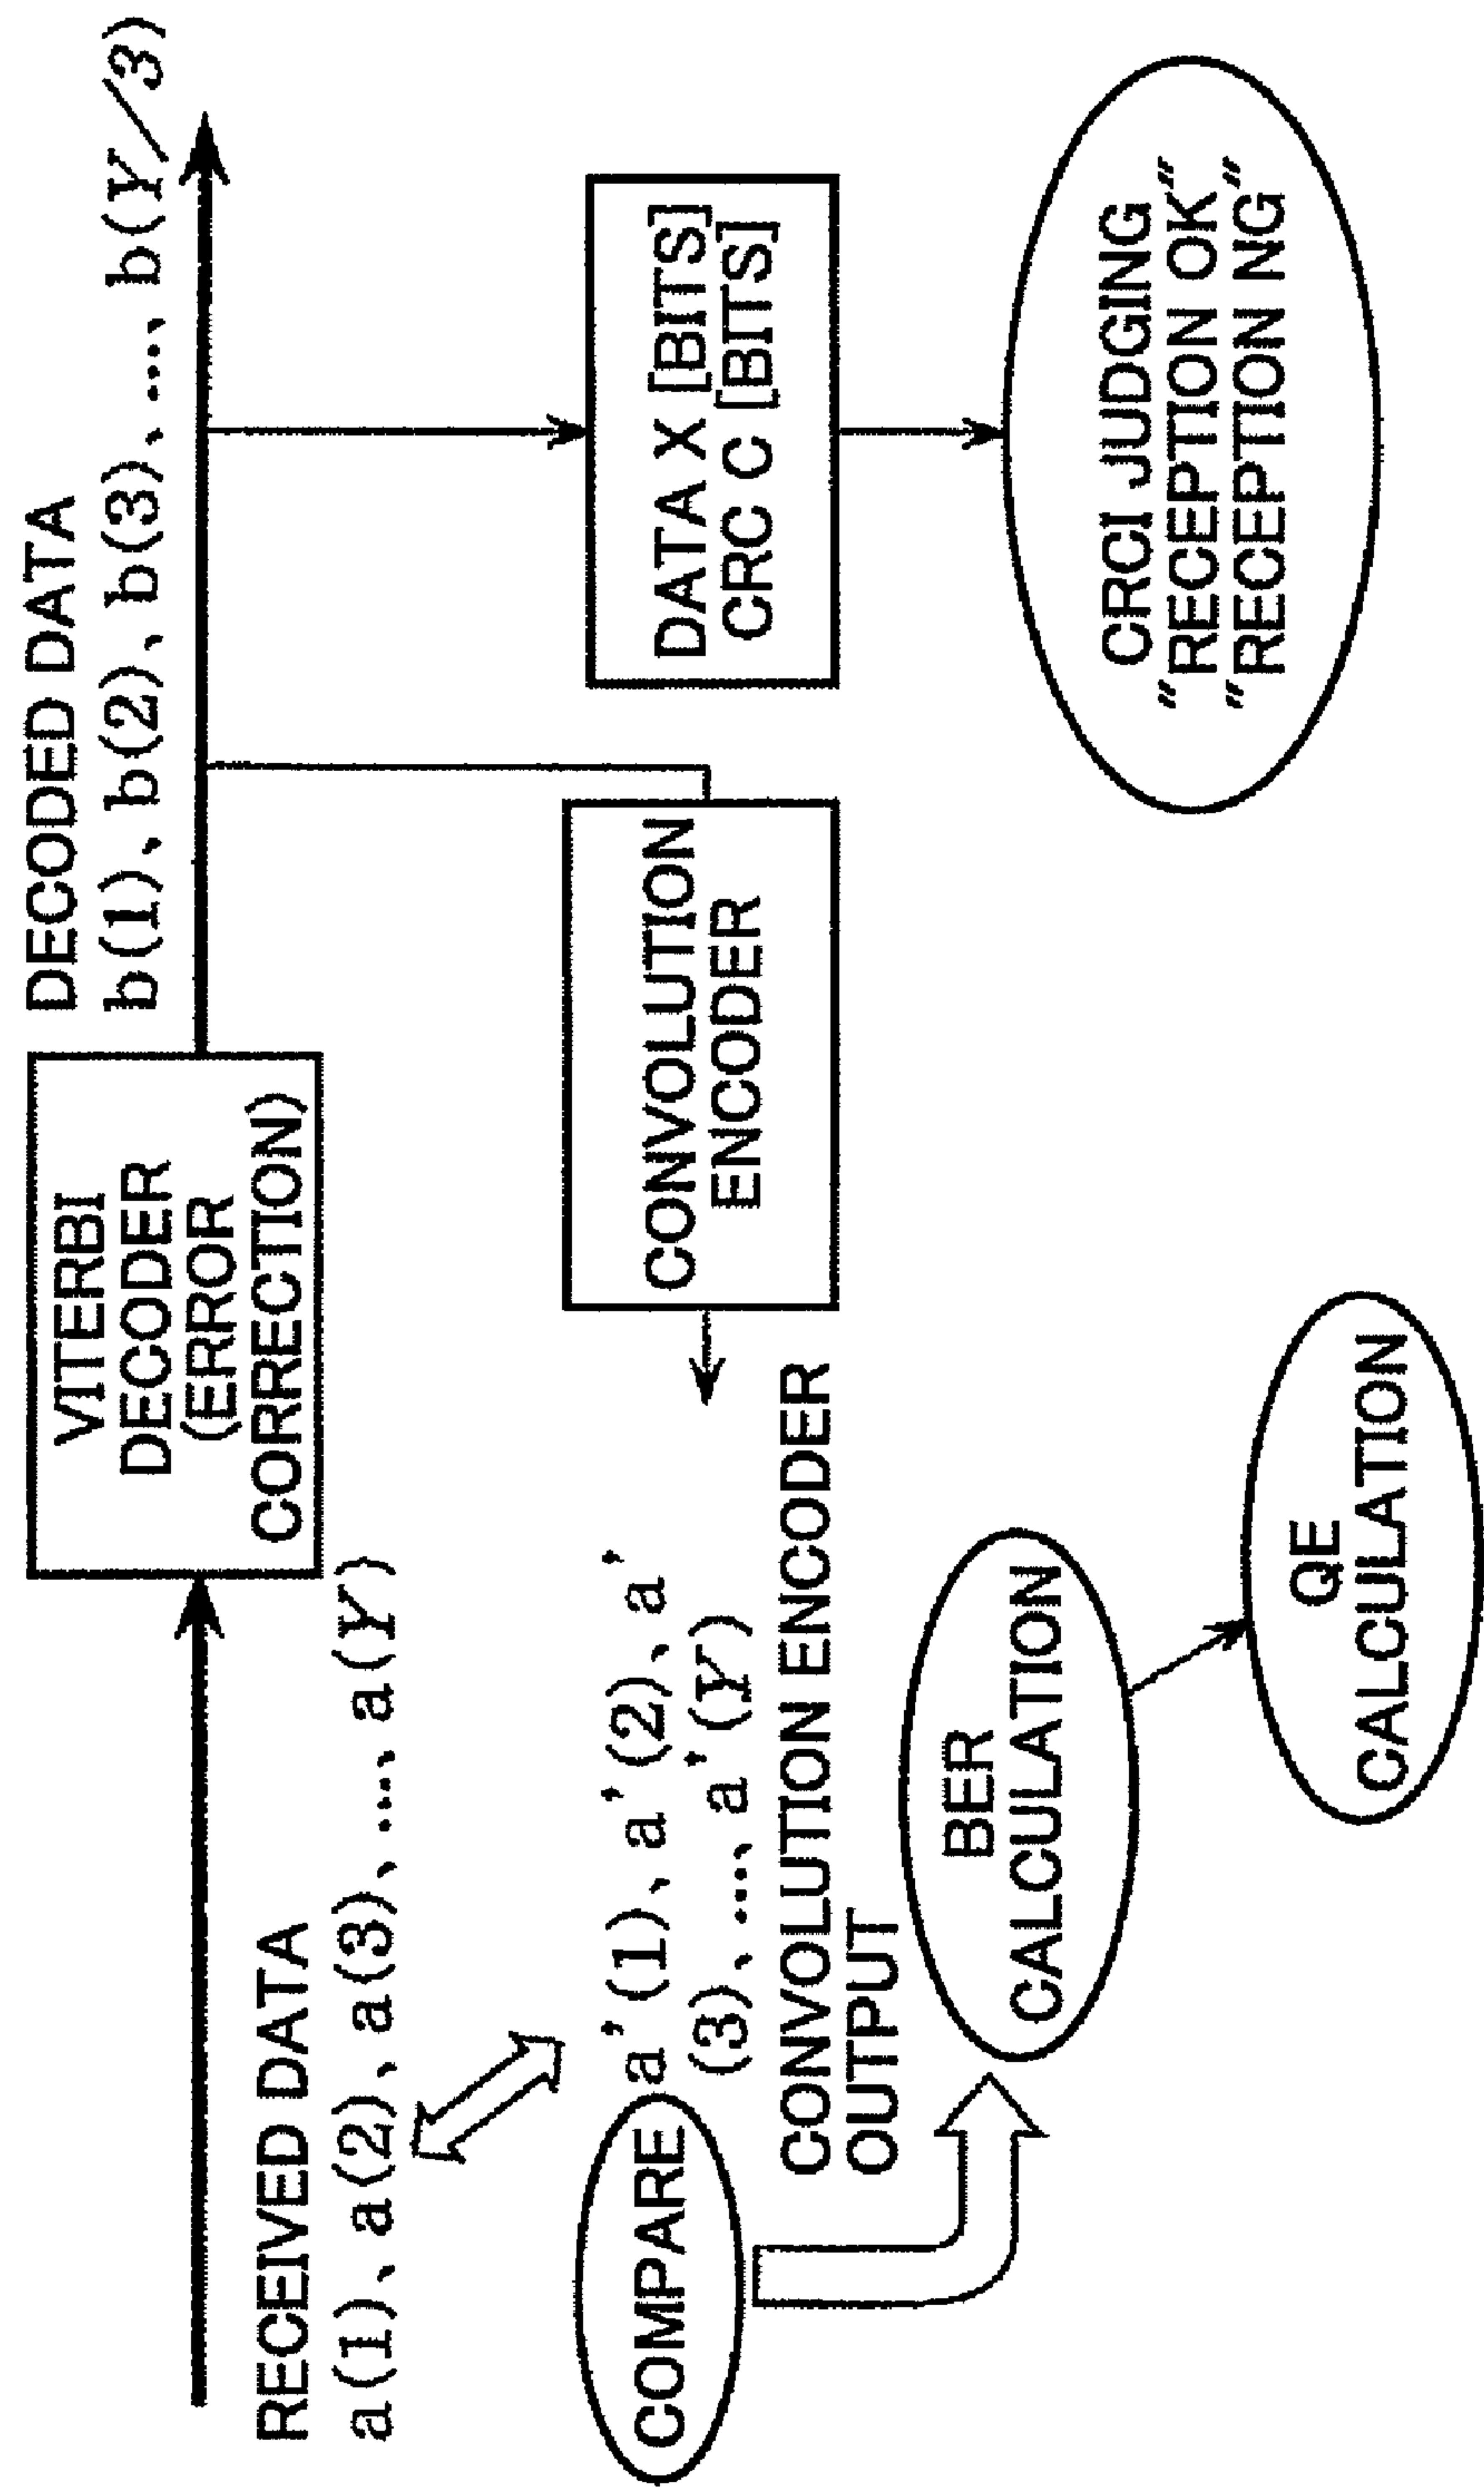 DECODED DATA
b(1)、b(2)、b(3)、…、b(Y/3)
VITERBI
DECODER
(ERROR
CORRECTION)
RECEIVED DATA
a(1)、a(2)、a(3)、…、a(Y)
DATA X [BITS]
CRC C [BITS]
CONVOLUTION
ENCODER
COMPARE
a'(1)、a'(2)、a'
(3)、…、a'(Y)
CONVOLUTION ENCODER
OUTPUT
CRCI JUDGING
"RECEPTION OK"
"RECEPTION NG"
BER
CALCULATION
QE
CALCULATION